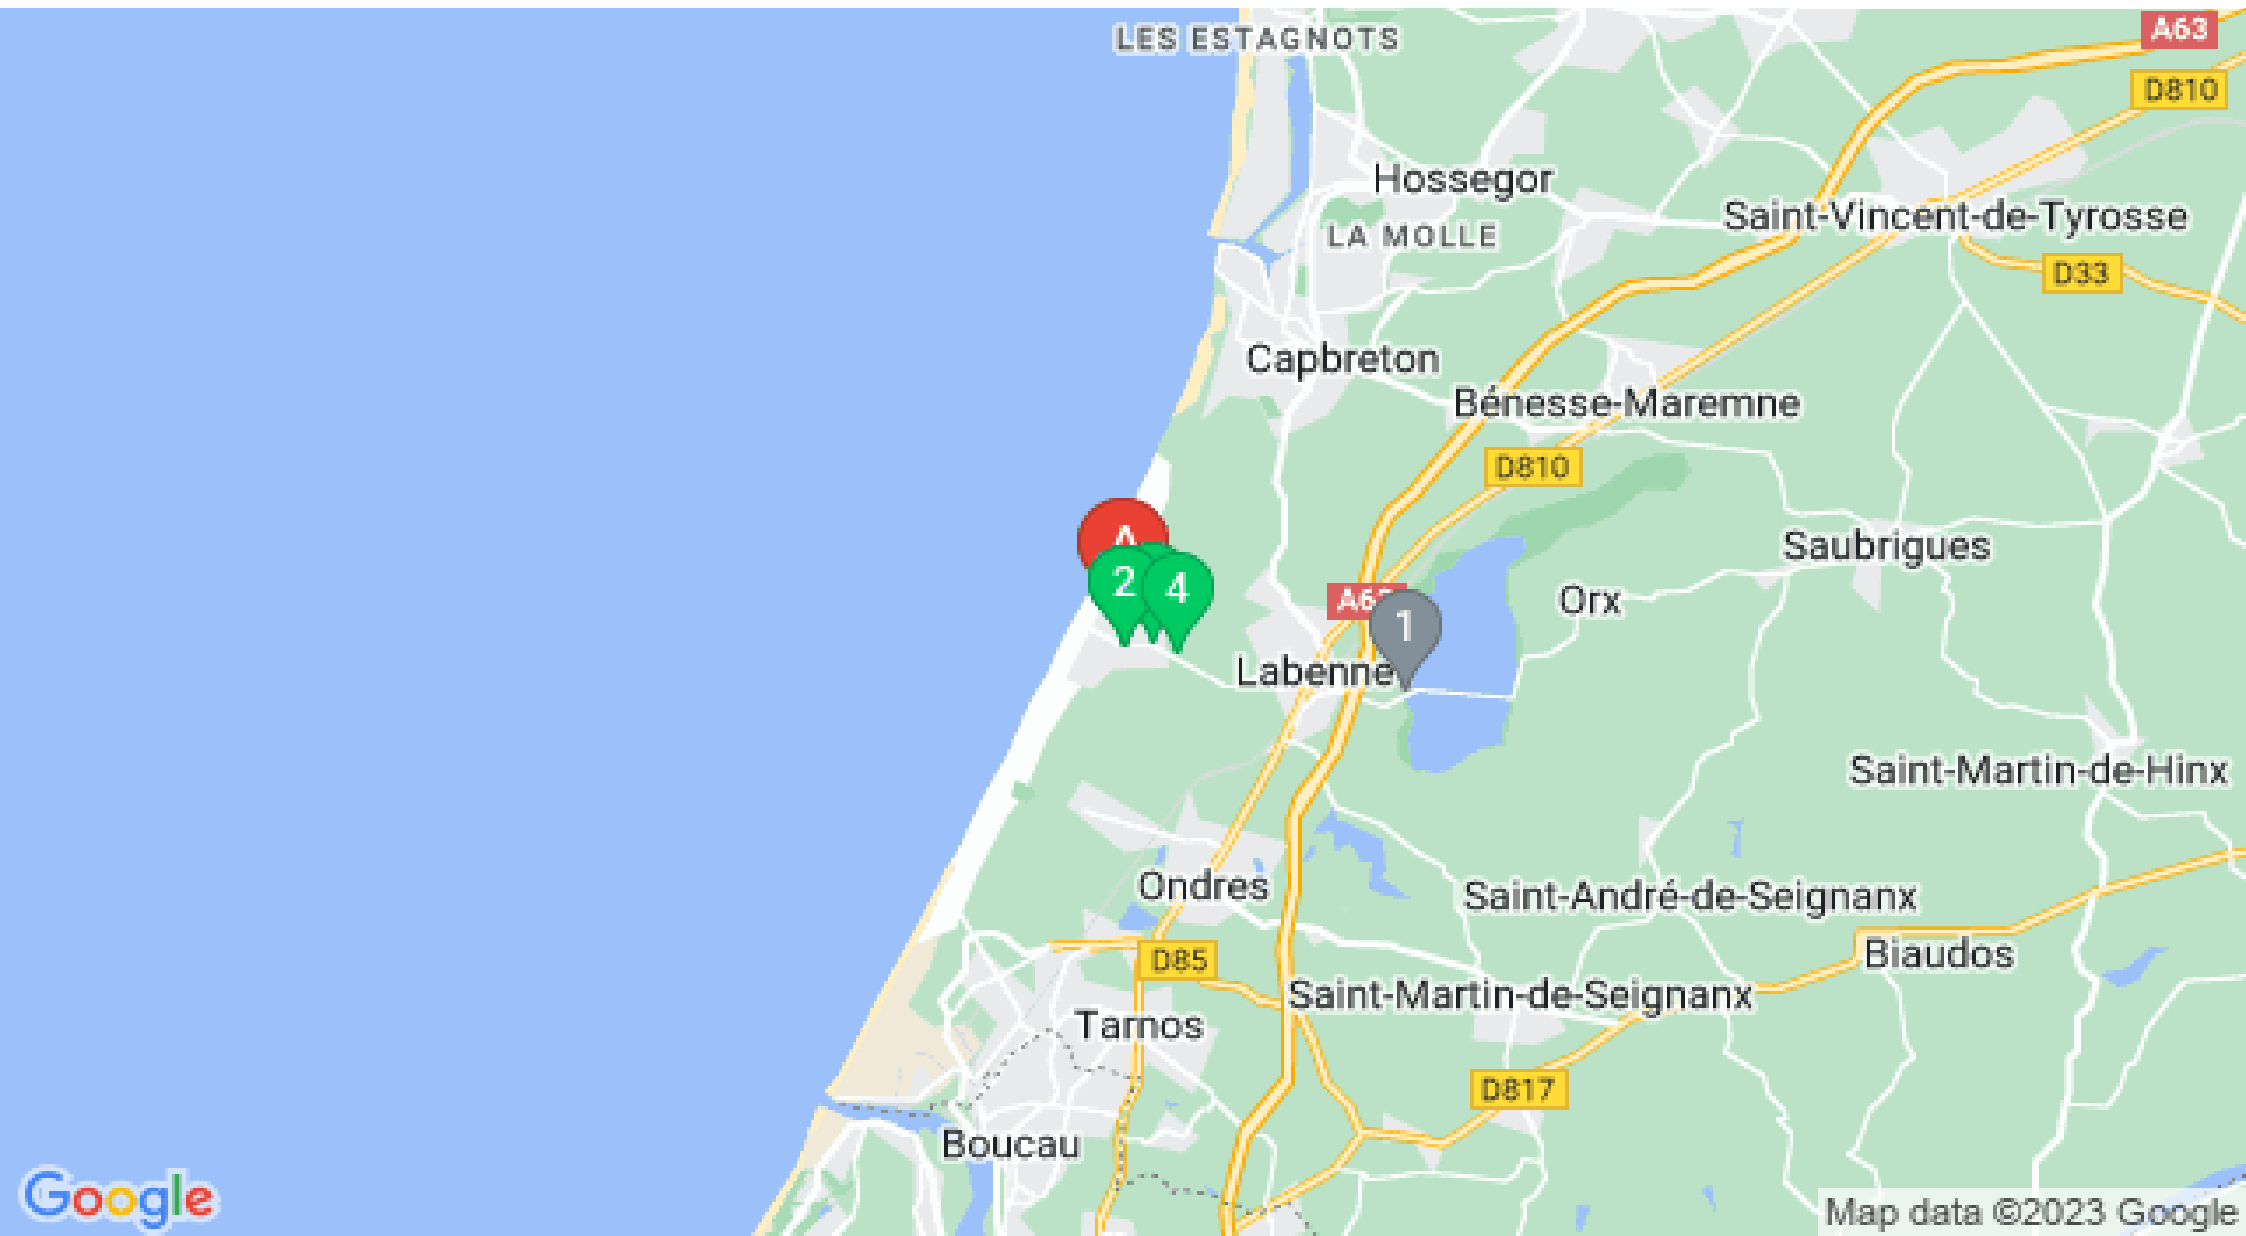 LES ESTAGNOTS
A63
D810
Hossegor
Saint-Vincent-de-Tyrosse
LA MOLLE
D33
Capbreton
Bénesse-Maremne
D810
A
2
4
Saubrigues
Orx
1
Labenne
Saint-Martin-de-Hinx
Ondres
Saint-André-de-Seignanx
Biaudos
D85
Saint-Martin-de-Seignanx
Tarnos
D817
Boucau
Google
Map data ©2023 Google